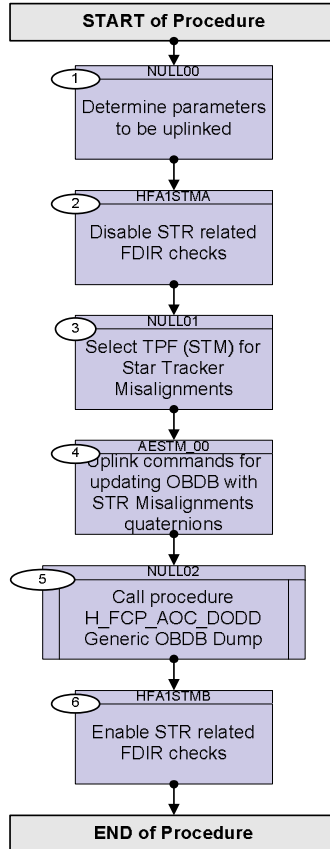 START of Procedure
NULL00
1
Determine parameters
to be uplinked
HFA1STMA
2
Disable STR related
FDIR checks
NULL01
3
Select TPF (STM) for
Star Tracker
Misalignments
AESTM_00
4
Uplink commands for
updating OBDB with
STR Misalignments
quaternions
NULL02
5
Call procedure
H_FCP_AOC_DODD
Generic OBDB Dump
HFA1STMB
6
Enable STR related
FDIR checks
END of Procedure